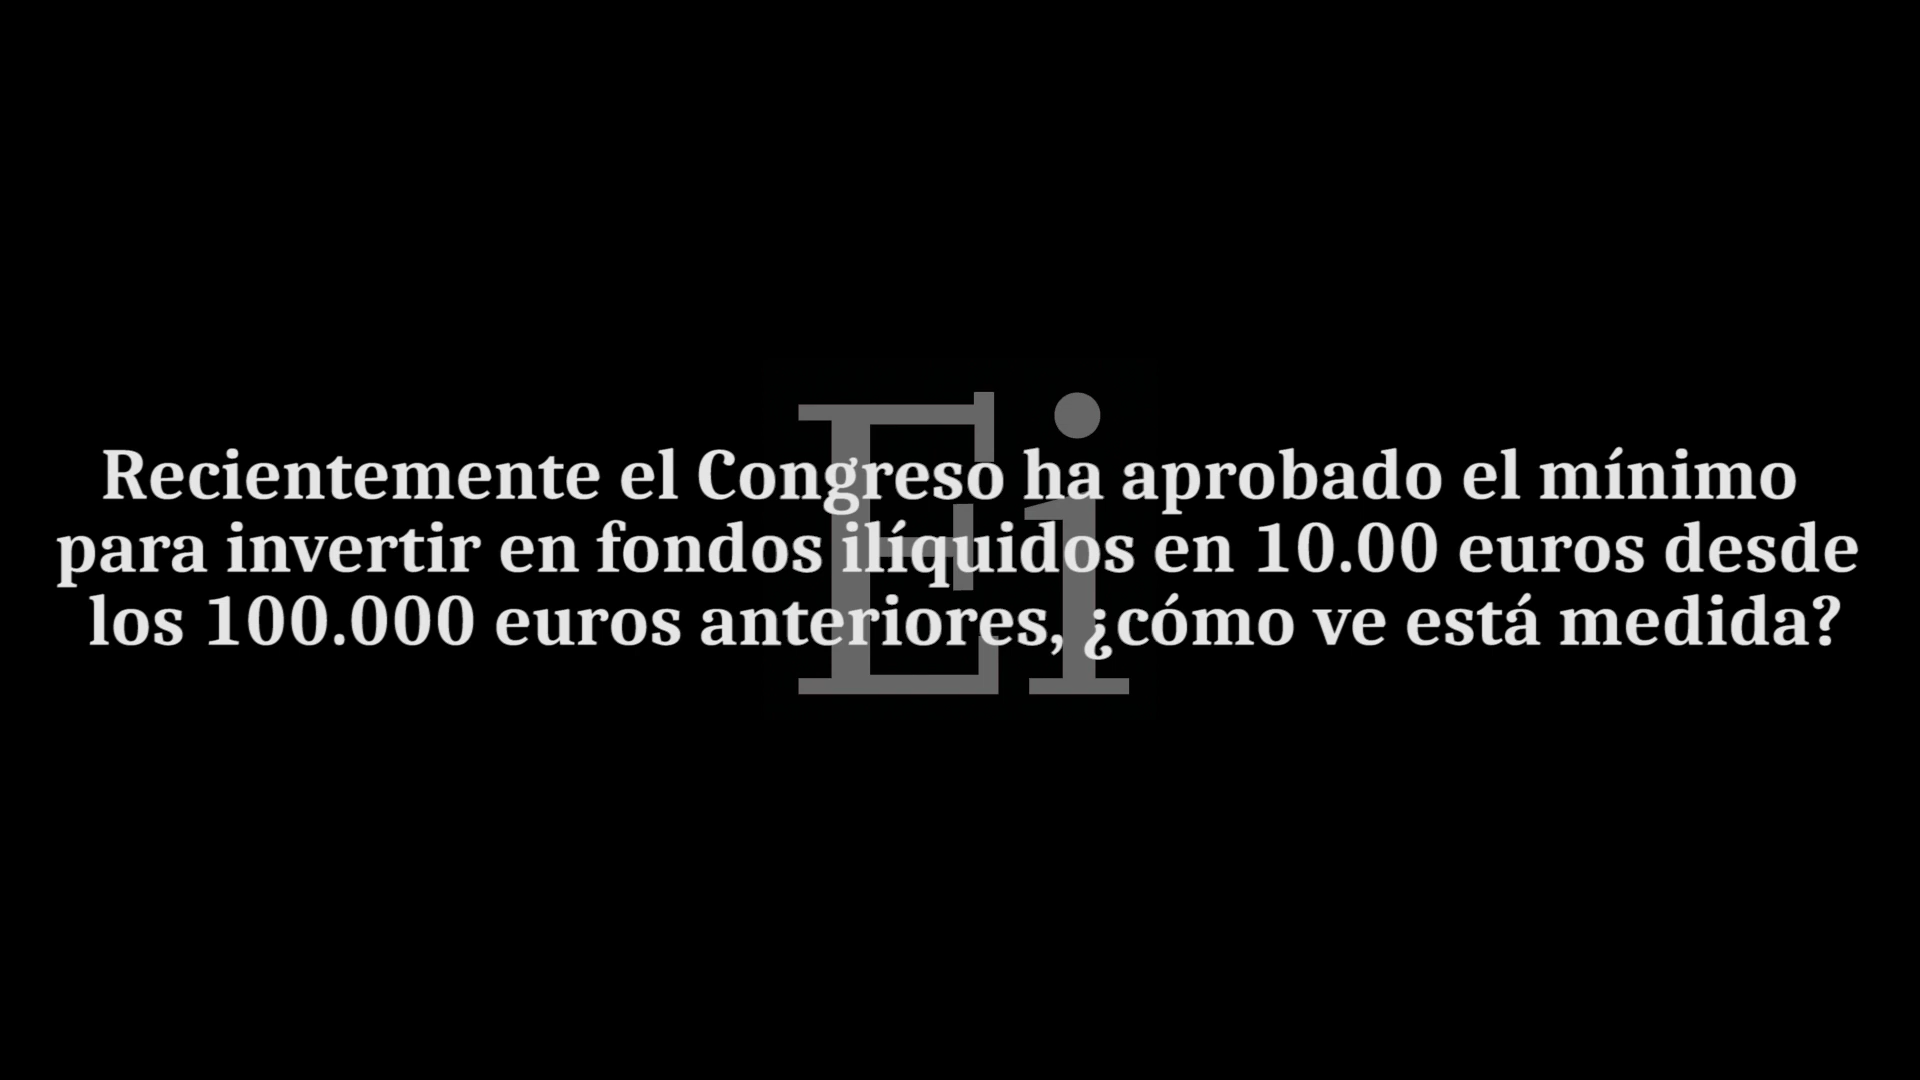 Recientemente el Congreso ha aprobado el mínimo
para invertir en fondos ilíquidos en 10.00 euros desde
los 100.000 euros anteriores, ¿cómo ve está medida?
Ei